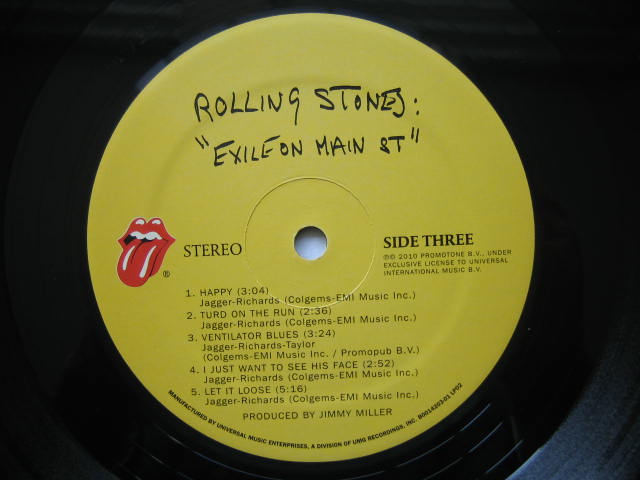 ROLLING STONES:
"EXILE ON MAIN ST"
STEREO
®
SIDE THREE
℗© 2010 PROMOTONE B.V., UNDER
EXCLUSIVE LICENSE TO UNIVERSAL
INTERNATIONAL MUSIC B.V.
1. HAPPY (3:04)
Jagger-Richards (Colgems-EMI Music Inc.)
2. TURD ON THE RUN (2:36)
Jagger-Richards (Colgems-EMI Music Inc.)
3. VENTILATOR BLUES (3:24)
Jagger-Richards-Taylor
(Colgems-EMI Music Inc. / Promopub B.V.)
4. I JUST WANT TO SEE HIS FACE (2:52)
Jagger-Richards (Colgems-EMI Music Inc.)
5. LET IT LOOSE (5:16)
Jagger-Richards (Colgems-EMI Music Inc.)
PRODUCED BY JIMMY MILLER
MANUFACTURED BY UNIVERSAL MUSIC ENTERPRISES, A DIVISION OF UMG RECORDINGS, INC. B0014203-01 LP02